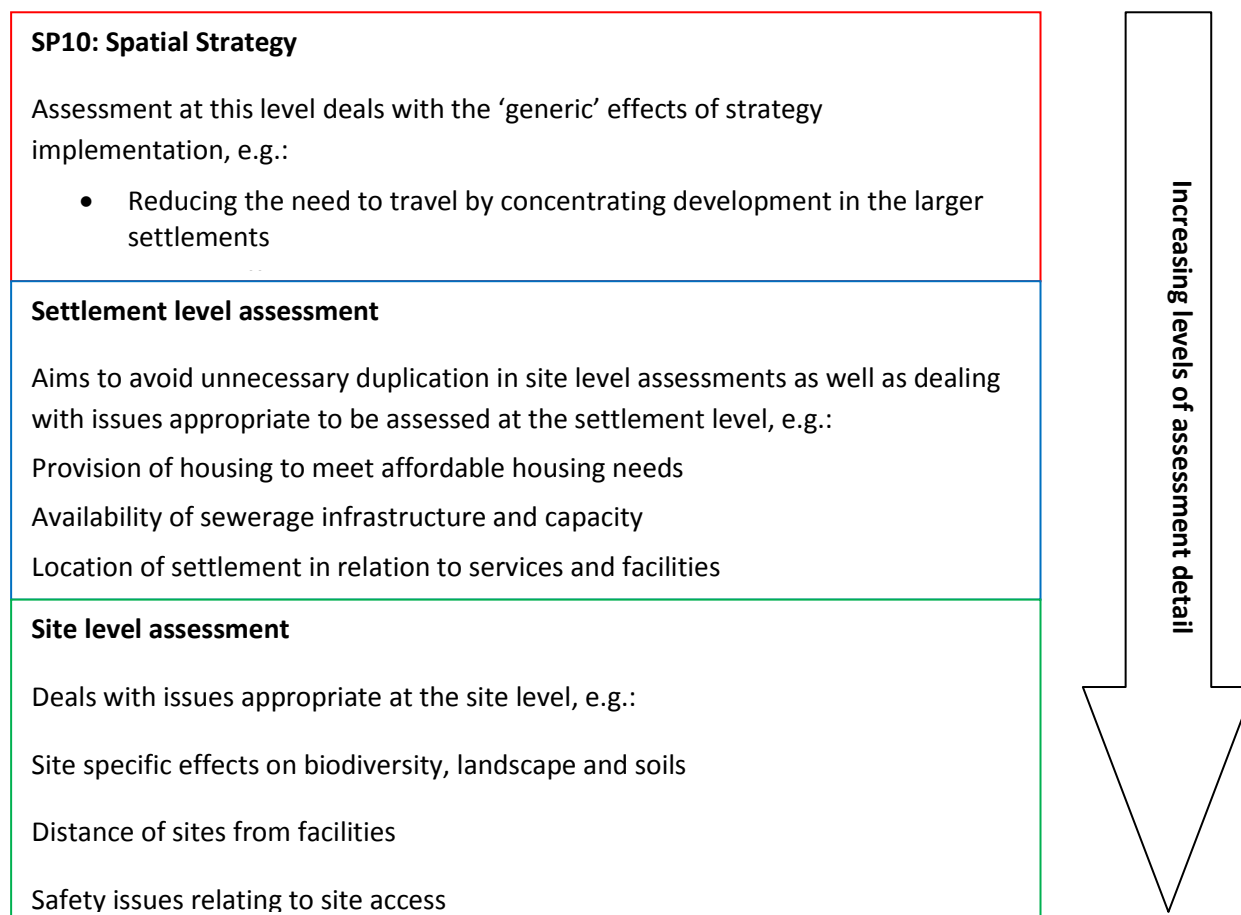 SP10: Spatial Strategy
Assessment at this level deals with the ‘generic’ effects of strategy
implementation, e.g.:
• Reducing the need to travel by concentrating development in the larger
settlements
Settlement level assessment
Aims to avoid unnecessary duplication in site level assessments as well as dealing
with issues appropriate to be assessed at the settlement level, e.g.:
Provision of housing to meet affordable housing needs
Availability of sewerage infrastructure and capacity
Location of settlement in relation to services and facilities
Site level assessment
Deals with issues appropriate at the site level, e.g.:
Site specific effects on biodiversity, landscape and soils
Distance of sites from facilities
Safety issues relating to site access
Increasing levels of assessment detail